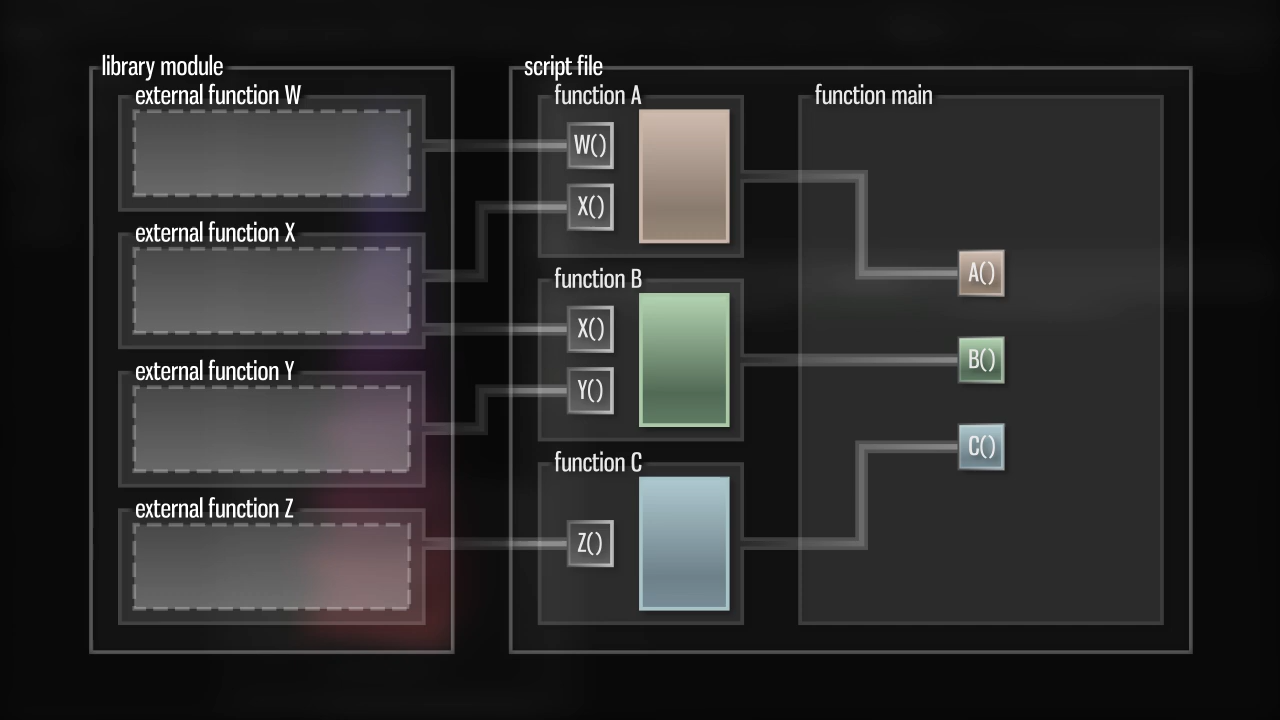 library module
external function W
external function X
external function Y
external function Z
script file
function A
W()
X()
function B
X()
Y()
function C
Z()
function main
A()
B()
C()